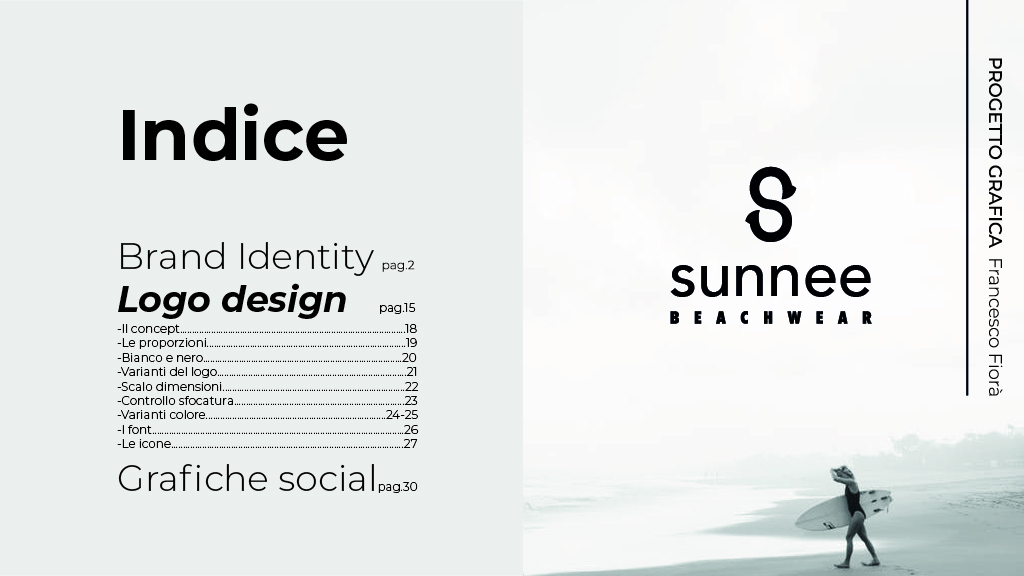 Indice
Brand Identity pag.2
Logo design pag.15
-Il concept........18
-Le proporzioni........19
-Bianco e nero........20
-Varianti del logo........21
-Scalo dimensioni........22
-Controllo sfocatura........23
-Varianti colore........24-25
-I font........26
-Le icone........27
Grafiche social pag.30
sunnee
BEACHWEAR
PROGETTO GRAFICA Francesco Fiorà